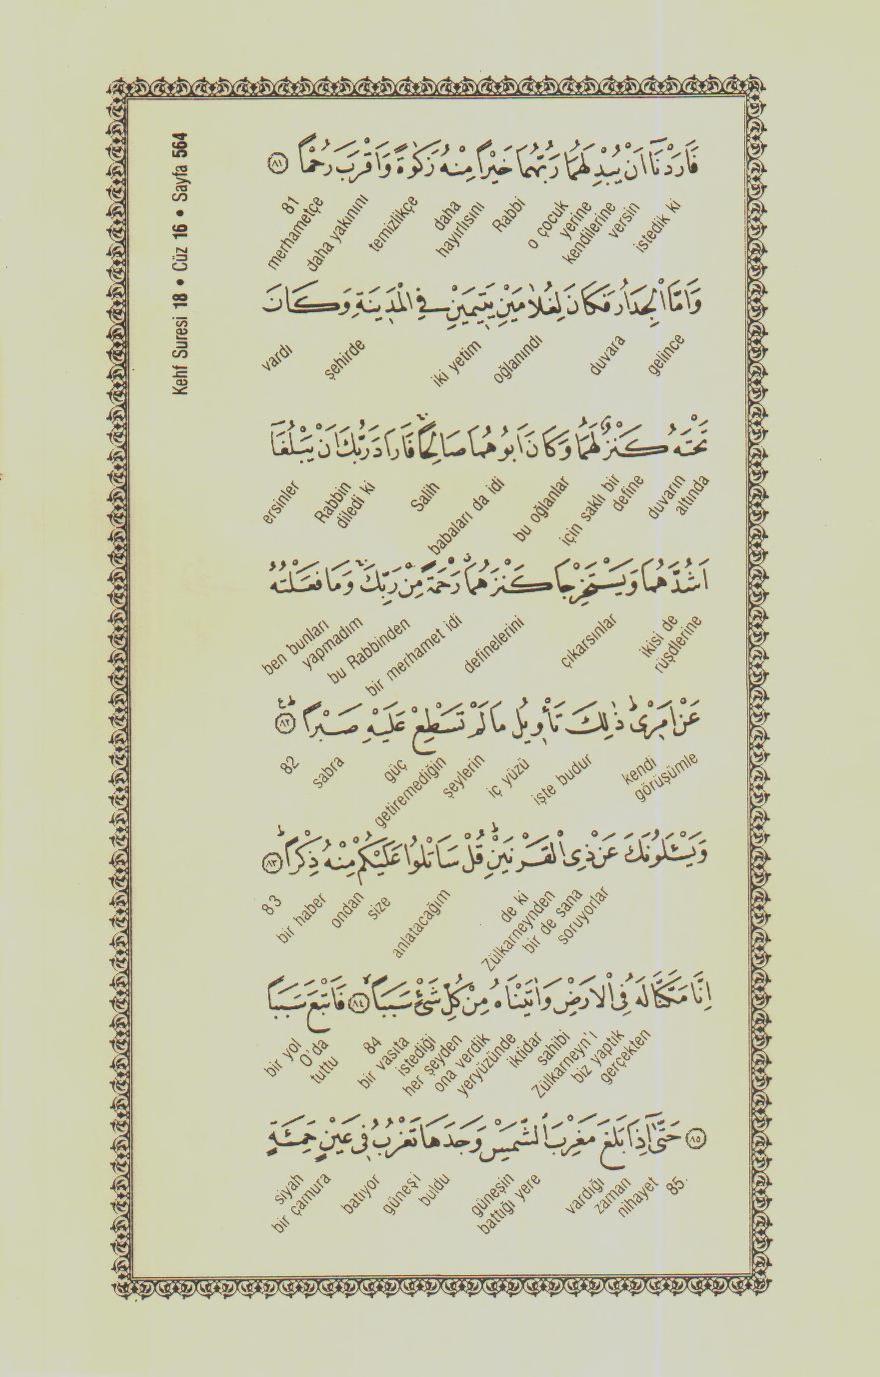 Kehf Suresi 18 • Cüz 16 • Sayfa 564
فَاَرَدْنَٓا اَنْ يُبْدِلَهُمَا رَبُّهُمَا خَيْرًا مِنْهُ زَكٰوةً وَاَقْرَبَ رُحْمًا ﴿٨١﴾
istedik ki versin kendilerine yerine o çocuk Rabbi hayırlısını daha temizlikçe daha yakınını merhametçe 81
وَاَمَّا الْجِدَارُ فَكَانَ لِغُلَامَيْنِ يَتِيمَيْنِ فِي الْمَدِينَةِ وَكَانَ
gelince duvara oğlanındı iki yetim şehirde vardı
تَحْتَهُ كَنْزٌ لَهُمَا وَكَانَ اَبُوهُمَا صَالِحًا فَاَرَادَ رَبُّكَ اَنْ يَبْلُغَٓا
duvarın altında için saklı bir define bu oğlanlar babaları da idi Salih Rabbin diledi ki ersinler
اَشُدَّهُمَا وَيَسْتَخْرِجَا كَنْزَهُمَا رَحْمَةً مِنْ رَبِّكَ وَمَا فَعَلْتُهُ
ikisi de rüşdlerine çıkarsınlar definelerini bir merhamet idi bu Rabbinden yapmadım ben bunları
عَنْ اَمْرِى ذٰلِكَ تَأْوِيلُ مَا لَمْ تَسْطِعْ عَلَيْهِ صَبْرًا ﴿٨٢﴾
kendi görüşümle işte budur iç yüzü şeylerin getiremediğin güç sabra 82
وَيَسْـَٔلُونَكَ عَنْ ذِى الْقَرْنَيْنِ قُلْ سَاَتْلُوا عَلَيْكُمْ مِنْهُ ذِكْرًا ﴿٨٣﴾
soruyorlar bir de sana Zülkarneynden de ki anlatacağım size ondan bir haber 83
اِنَّا مَكَّنَّا لَهُ فِى الْاَرْضِ وَاٰتَيْنَاهُ مِنْ كُلِّ شَىْءٍ سَبَبًا ﴿٨٤﴾ فَاَتْبَعَ سَبَبًا
gerçekten biz yaptık Zülkarneyn'i sahibi iktidar yeryüzünde ona verdik her şeyden istediği bir vasıta 84 tuttu O'da bir yol
﴿٨٥﴾ حَتّٰٓى اِذَا بَلَغَ مَغْرِبَ الشَّمْسِ وَجَدَهَا تَغْرُبُ فِى عَيْنٍ حَمِئَةٍ
85. nihayet zaman vardığı battığı yere güneşin buldu güneşi batıyor bir çamura siyah